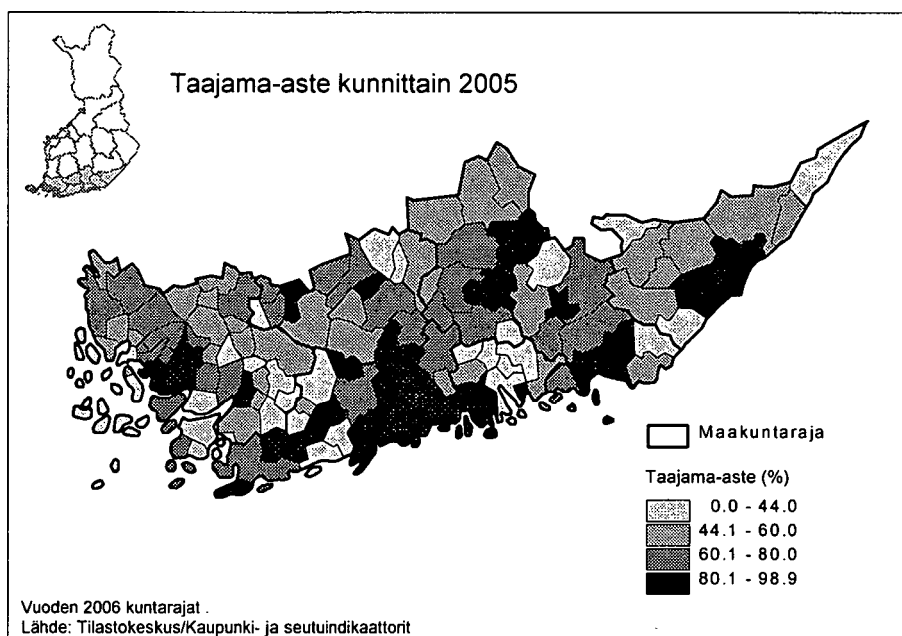 Taajama-aste kunnittain 2005
Maakuntaraja
Taajama-aste (%)
0.0 - 44.0
44.1 - 60.0
60.1 - 80.0
80.1 - 98.9
Vuoden 2006 kuntarajat .
Lähde: Tilastokeskus/Kaupunki- ja seutuindikaattorit